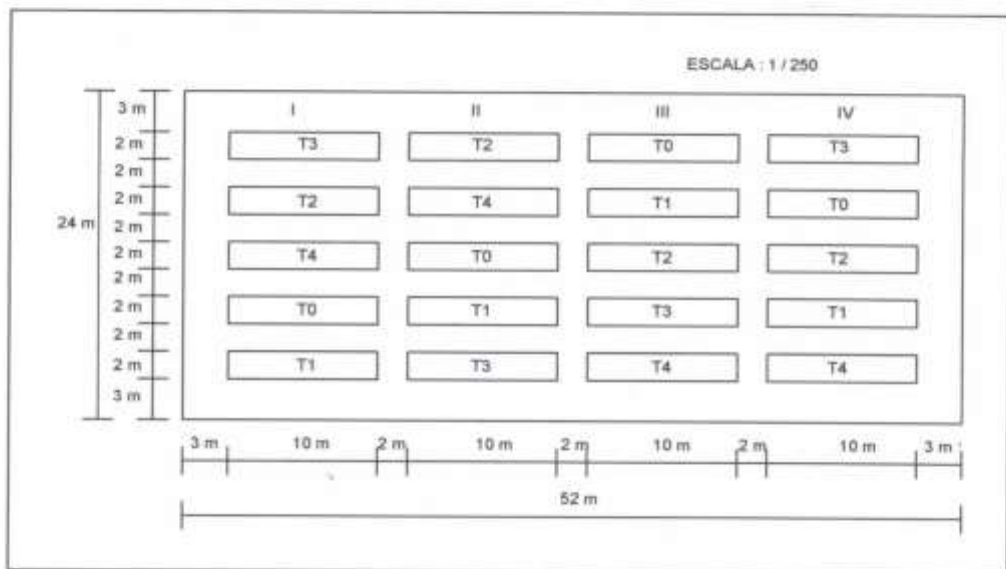 ESCALA : 1 / 250
I II III IV
3 m
2 m
T3 T2 T0 T3
2 m
2 m
T2 T4 T1 T0
24 m
2 m
2 m
T4 T0 T2 T2
2 m
2 m
T0 T1 T3 T1
2 m
2 m
T1 T3 T4 T4
3 m
3 m 10 m 2 m 10 m 2 m 10 m 2 m 10 m 3 m
52 m